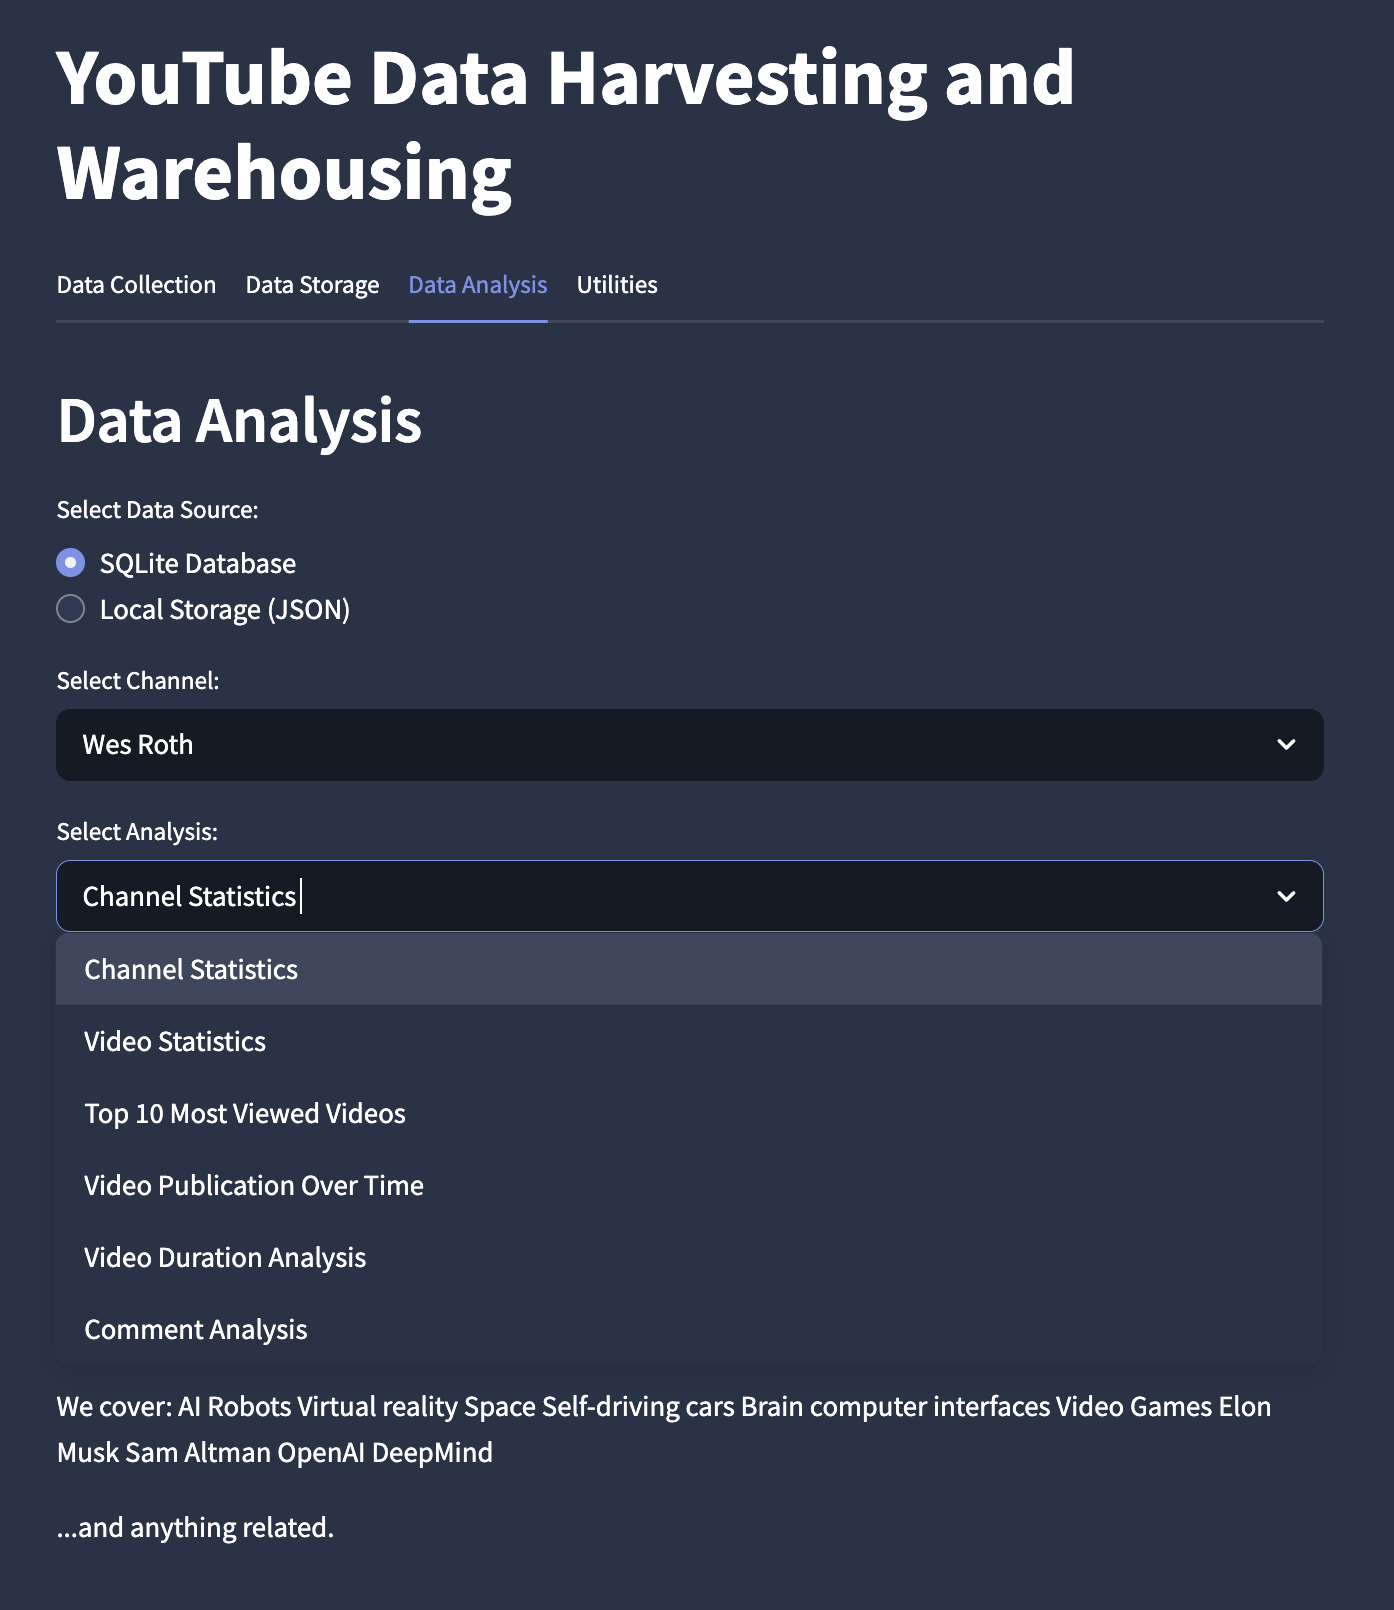 YouTube Data Harvesting and
Warehousing
Data Collection Data Storage Data Analysis Utilities
Data Analysis
Select Data Source:
SQLite Database
Local Storage (JSON)
Select Channel:
Wes Roth
Select Analysis:
Channel Statistics
Channel Statistics
Video Statistics
Top 10 Most Viewed Videos
Video Publication Over Time
Video Duration Analysis
Comment Analysis
We cover: AI Robots Virtual reality Space Self-driving cars Brain computer interfaces Video Games Elon
Musk Sam Altman OpenAI DeepMind
...and anything related.